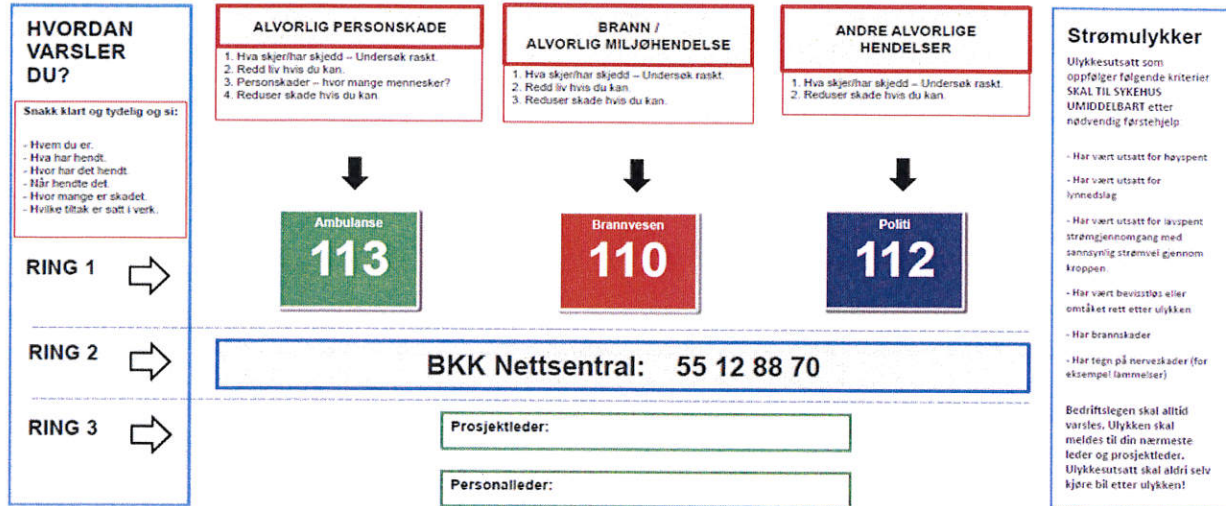 HVORDAN
VARSLER
DU?
Snakk klart og tydelig og si:
- Hvem du er.
- Hva har hendt.
- Hvor har det hendt.
- Når hendte det.
- Hvor mange er skadet.
- Hvilke tiltak er satt i verk.
RING 1
RING 2
RING 3
ALVORLIG PERSONSKADE
1. Hva skjer/har skjedd – Undersøk raskt.
2. Redd liv hvis du kan.
3. Personskader – hvor mange mennesker?
4. Reduser skade hvis du kan.
Ambulanse
113
BRANN /
ALVORLIG MILJØHENDELSE
1. Hva skjer/har skjedd – Undersøk raskt.
2. Redd liv hvis du kan.
3. Reduser skade hvis du kan.
Brannvesen
110
ANDRE ALVORLIGE
HENDELSER
1. Hva skjer/har skjedd – Undersøk raskt.
2. Reduser skade hvis du kan.
Politi
112
BKK Nettsentral: 55 12 88 70
Prosjektleder:
Personalleder:
Strømulykker
Ulykkesutsatt som
oppfølger følgende kriterier
SKAL TIL SYKEHUS
UMIDDELBART etter
nødvendig førstehjelp
- Har vært utsatt for høyspent
- Har vært utsatt for
lynnedslag
- Har vært utsatt for lavspent
strømgjennomgang med
sannsynlig strømvei gjennom
kroppen.
- Har vært bevisstløs eller
omtåket rett etter ulykken
- Har brannskader
- Har tegn på nerveskader (for
eksempel lammelser)
Bedriftslegen skal alltid
varsles. Ulykken skal
meldes til din nærmeste
leder og prosjektleder.
Ulykkesutsatt skal aldri selv
kjøre bil etter ulykken!